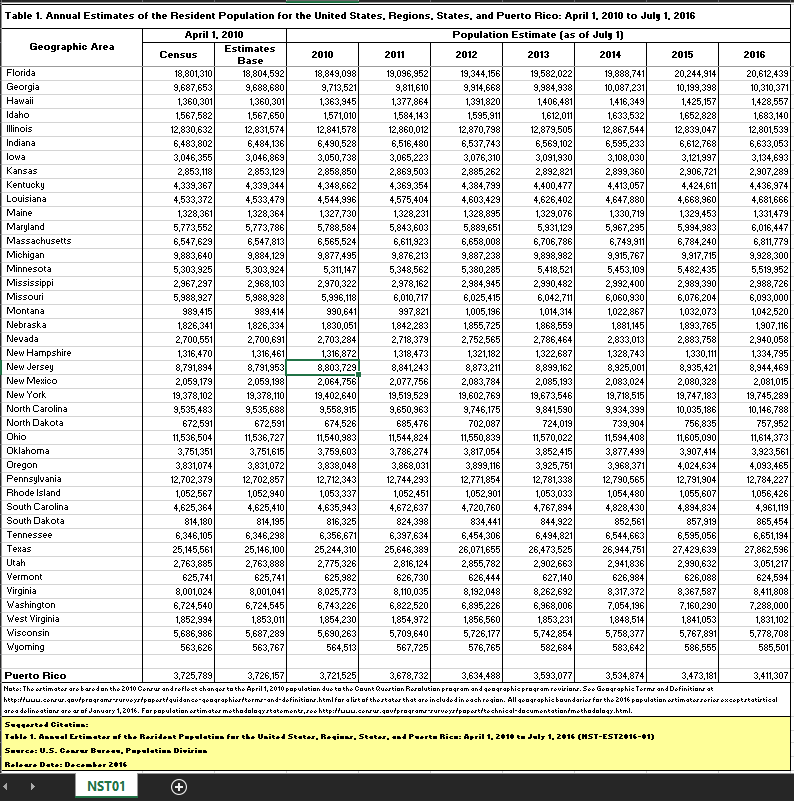 Table 1. Annual Estimates of the Resident Population for the United States, Regions, States, and Puerto Rico: April 1, 2010 to July 1, 2016
Geographic Area April 1, 2010 Population Estimate (as of July 1)
Census Estimates Base 2010 2011 2012 2013 2014 2015 2016
Florida 18,801,310 18,804,592 18,849,098 19,096,952 19,344,156 19,582,022 19,888,741 20,244,914 20,612,439
Georgia 9,687,653 9,688,680 9,713,521 9,811,610 9,914,668 9,984,938 10,087,231 10,199,398 10,310,371
Hawaii 1,360,301 1,360,301 1,363,945 1,377,864 1,391,820 1,406,481 1,416,349 1,425,157 1,428,557
Idaho 1,567,582 1,567,650 1,571,010 1,584,143 1,595,911 1,612,011 1,633,532 1,652,828 1,683,140
Illinois 12,830,632 12,831,574 12,841,578 12,860,012 12,870,798 12,879,505 12,867,544 12,839,047 12,801,539
Indiana 6,483,802 6,484,136 6,490,528 6,516,480 6,537,743 6,569,102 6,595,233 6,612,768 6,633,053
Iowa 3,046,355 3,046,869 3,050,738 3,065,223 3,076,310 3,091,930 3,108,030 3,121,997 3,134,693
Kansas 2,853,118 2,853,129 2,858,850 2,869,503 2,885,262 2,892,821 2,899,360 2,906,721 2,907,289
Kentucky 4,339,367 4,339,344 4,348,662 4,369,354 4,384,799 4,400,477 4,413,057 4,424,611 4,436,974
Louisiana 4,533,372 4,533,479 4,544,996 4,575,404 4,603,429 4,626,402 4,647,880 4,668,960 4,681,666
Maine 1,328,361 1,328,364 1,327,730 1,328,231 1,328,895 1,329,076 1,330,719 1,329,453 1,331,479
Maryland 5,773,552 5,773,786 5,788,584 5,843,603 5,889,651 5,931,129 5,967,295 5,994,983 6,016,447
Massachusetts 6,547,629 6,547,813 6,565,524 6,611,923 6,658,008 6,706,786 6,749,911 6,784,240 6,811,779
Michigan 9,883,640 9,884,129 9,877,495 9,876,213 9,887,238 9,898,982 9,915,767 9,917,715 9,928,300
Minnesota 5,303,925 5,303,924 5,311,147 5,348,562 5,380,285 5,418,521 5,453,109 5,482,435 5,519,952
Mississippi 2,967,297 2,968,103 2,970,322 2,978,162 2,984,945 2,990,482 2,992,400 2,989,390 2,988,726
Missouri 5,988,927 5,988,928 5,996,118 6,010,717 6,025,415 6,042,711 6,060,930 6,076,204 6,093,000
Montana 989,415 989,414 990,641 997,821 1,005,196 1,014,314 1,022,867 1,032,073 1,042,520
Nebraska 1,826,341 1,826,334 1,830,051 1,842,283 1,855,725 1,868,559 1,881,145 1,893,765 1,907,116
Nevada 2,700,551 2,700,691 2,703,284 2,718,379 2,752,565 2,786,464 2,833,013 2,883,758 2,940,058
New Hampshire 1,316,470 1,316,461 1,316,872 1,318,473 1,321,182 1,322,687 1,328,743 1,330,111 1,334,795
New Jersey 8,791,894 8,791,953 8,803,729 8,841,243 8,873,211 8,899,162 8,925,001 8,935,421 8,944,469
New Mexico 2,059,179 2,059,198 2,064,756 2,077,756 2,083,784 2,085,193 2,083,024 2,080,328 2,081,015
New York 19,378,102 19,378,110 19,402,640 19,519,529 19,602,769 19,673,546 19,718,515 19,747,183 19,745,289
North Carolina 9,535,483 9,535,688 9,558,915 9,650,963 9,746,175 9,841,590 9,934,399 10,035,186 10,146,788
North Dakota 672,591 672,591 674,526 685,476 702,087 724,019 739,904 756,835 757,952
Ohio 11,536,504 11,536,727 11,540,983 11,544,824 11,550,839 11,570,022 11,594,408 11,605,090 11,614,373
Oklahoma 3,751,351 3,751,615 3,759,603 3,786,274 3,817,054 3,852,415 3,877,499 3,907,414 3,923,561
Oregon 3,831,074 3,831,072 3,838,048 3,868,031 3,899,116 3,925,751 3,968,371 4,024,634 4,093,465
Pennsylvania 12,702,379 12,702,857 12,712,343 12,744,293 12,771,854 12,781,338 12,790,565 12,791,904 12,784,227
Rhode Island 1,052,567 1,052,940 1,053,337 1,052,451 1,052,901 1,053,033 1,054,480 1,055,607 1,056,426
South Carolina 4,625,364 4,625,410 4,635,943 4,672,637 4,720,760 4,767,894 4,828,430 4,894,834 4,961,119
South Dakota 814,180 814,195 816,325 824,398 834,441 844,922 852,561 857,919 865,454
Tennessee 6,346,105 6,346,298 6,356,671 6,397,634 6,454,306 6,494,821 6,544,663 6,595,056 6,651,194
Texas 25,145,561 25,146,100 25,244,310 25,646,389 26,071,655 26,473,525 26,944,751 27,429,639 27,862,596
Utah 2,763,885 2,763,888 2,775,326 2,816,124 2,855,782 2,902,663 2,941,836 2,990,632 3,051,217
Vermont 625,741 625,741 625,982 626,730 626,444 627,140 626,984 626,088 624,594
Virginia 8,001,024 8,001,041 8,025,773 8,110,035 8,192,048 8,262,692 8,317,372 8,367,587 8,411,808
Washington 6,724,540 6,724,545 6,743,226 6,822,520 6,895,226 6,968,006 7,054,196 7,160,290 7,288,000
West Virginia 1,852,994 1,853,011 1,854,230 1,854,972 1,856,560 1,853,231 1,848,514 1,841,053 1,831,102
Wisconsin 5,686,986 5,687,289 5,690,263 5,709,640 5,726,177 5,742,854 5,758,377 5,767,891 5,778,708
Wyoming 563,626 563,767 564,513 567,725 576,765 582,684 583,642 586,555 585,501
Puerto Rico 3,725,789 3,726,157 3,721,525 3,678,732 3,634,488 3,593,077 3,534,874 3,473,181 3,411,307
Note: The estimates are based on the 2010 Census and reflect changes to the April 1, 2010 population due to the Count Question Resolution program and geographic program revisions. See Geographic Terms and Definitions at
http://www.census.gov/programs-surveys/popest/guidance-geographies/terms-and-definitions.html for a list of the states that are included in each region. All geographic boundaries for the 2016 population estimates series except statistical
area delineations are as of January 1, 2016. For population estimates methodology statements, see http://www.census.gov/programs-surveys/popest/technical-documentation/methodology.html.
Suggested Citation:
Table 1. Annual Estimates of the Resident Population for the United States, Regions, States, and Puerto Rico: April 1, 2010 to July 1, 2016 (NST-EST2016-01)
Source: U.S. Census Bureau, Population Division
Release Date: December 2016
NST01